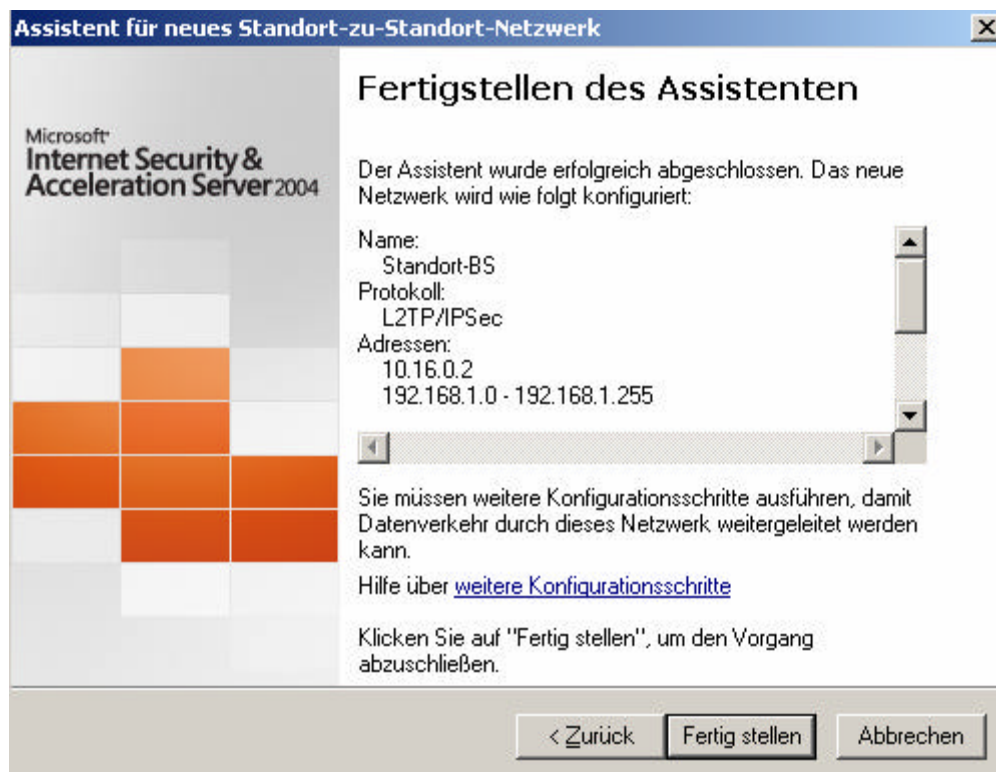 Assistent für neues Standort-zu-Standort-Netzwerk
Fertigstellen des Assistenten
Microsoft
Internet Security &
Acceleration Server 2004
Der Assistent wurde erfolgreich abgeschlossen. Das neue
Netzwerk wird wie folgt konfiguriert:
Name:
Standort-BS
Protokoll:
L2TP/IPSec
Adressen:
10.16.0.2
192.168.1.0 - 192.168.1.255
Sie müssen weitere Konfigurationsschritte ausführen, damit
Datenverkehr durch dieses Netzwerk weitergeleitet werden
kann.
Hilfe über weitere Konfigurationsschritte
Klicken Sie auf "Fertig stellen", um den Vorgang
abzuschließen.
< Zurück Fertig stellen Abbrechen